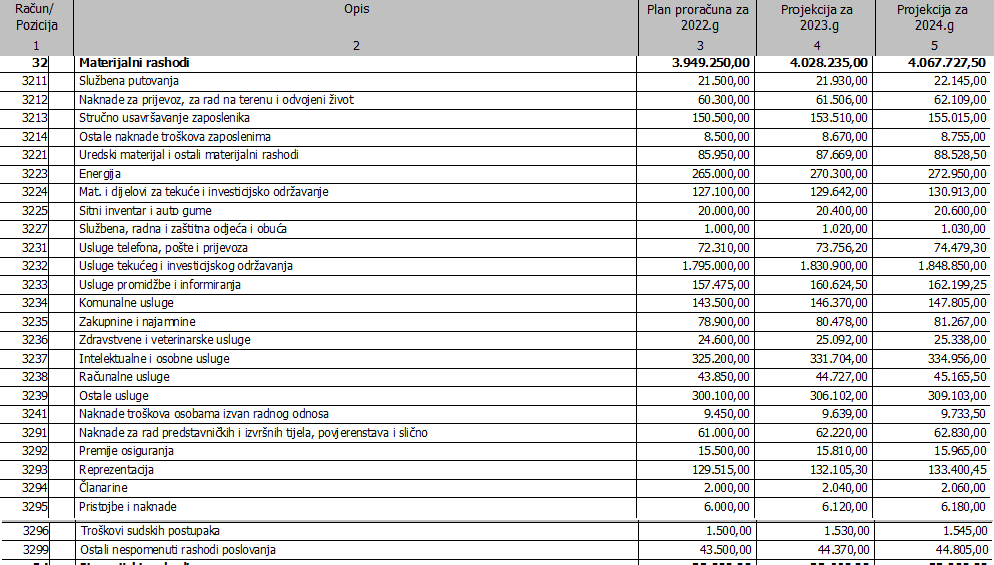 Račun/ Pozicija Opis Plan proračuna za 2022.g Projekcija za 2023.g Projekcija za 2024.g
1 2 3 4 5
32 Materijalni rashodi 3.949.250,00 4.028.235,00 4.067.727,50
3211 Službena putovanja 21.500,00 21.930,00 22.145,00
3212 Naknade za prijevoz, za rad na terenu i odvojeni život 60.300,00 61.506,00 62.109,00
3213 Stručno usavršavanje zaposlenika 150.500,00 153.510,00 155.015,00
3214 Ostale naknade troškova zaposlenima 8.500,00 8.670,00 8.755,00
3221 Uredski materijal i ostali materijalni rashodi 85.950,00 87.669,00 88.528,50
3223 Energija 265.000,00 270.300,00 272.950,00
3224 Mat. i dijelovi za tekuće i investicijsko održavanje 127.100,00 129.642,00 130.913,00
3225 Sitni inventar i auto gume 20.000,00 20.400,00 20.600,00
3227 Službena, radna i zaštitna odjeća i obuća 1.000,00 1.020,00 1.030,00
3231 Usluge telefona, pošte i prijevoza 72.310,00 73.756,20 74.479,30
3232 Usluge tekućeg i investicijskog održavanja 1.795.000,00 1.830.900,00 1.848.850,00
3233 Usluge promidžbe i informiranja 157.475,00 160.624,50 162.199,25
3234 Komunalne usluge 143.500,00 146.370,00 147.805,00
3235 Zakupnine i najamnine 78.900,00 80.478,00 81.267,00
3236 Zdravstvene i veterinarske usluge 24.600,00 25.092,00 25.338,00
3237 Intelektualne i osobne usluge 325.200,00 331.704,00 334.956,00
3238 Računalne usluge 43.850,00 44.727,00 45.165,50
3239 Ostale usluge 300.100,00 306.102,00 309.103,00
3241 Naknade troškova osobama izvan radnog odnosa 9.450,00 9.639,00 9.733,50
3291 Naknade za rad predstavničkih i izvršnih tijela, povjerenstava i slično 61.000,00 62.220,00 62.830,00
3292 Premije osiguranja 15.500,00 15.810,00 15.965,00
3293 Reprezentacija 129.515,00 132.105,30 133.400,45
3294 Članarine 2.000,00 2.040,00 2.060,00
3295 Pristojbe i naknade 6.000,00 6.120,00 6.180,00
3296 Troškovi sudskih postupaka 1.500,00 1.530,00 1.545,00
3299 Ostali nespomenuti rashodi poslovanja 43.500,00 44.370,00 44.805,00